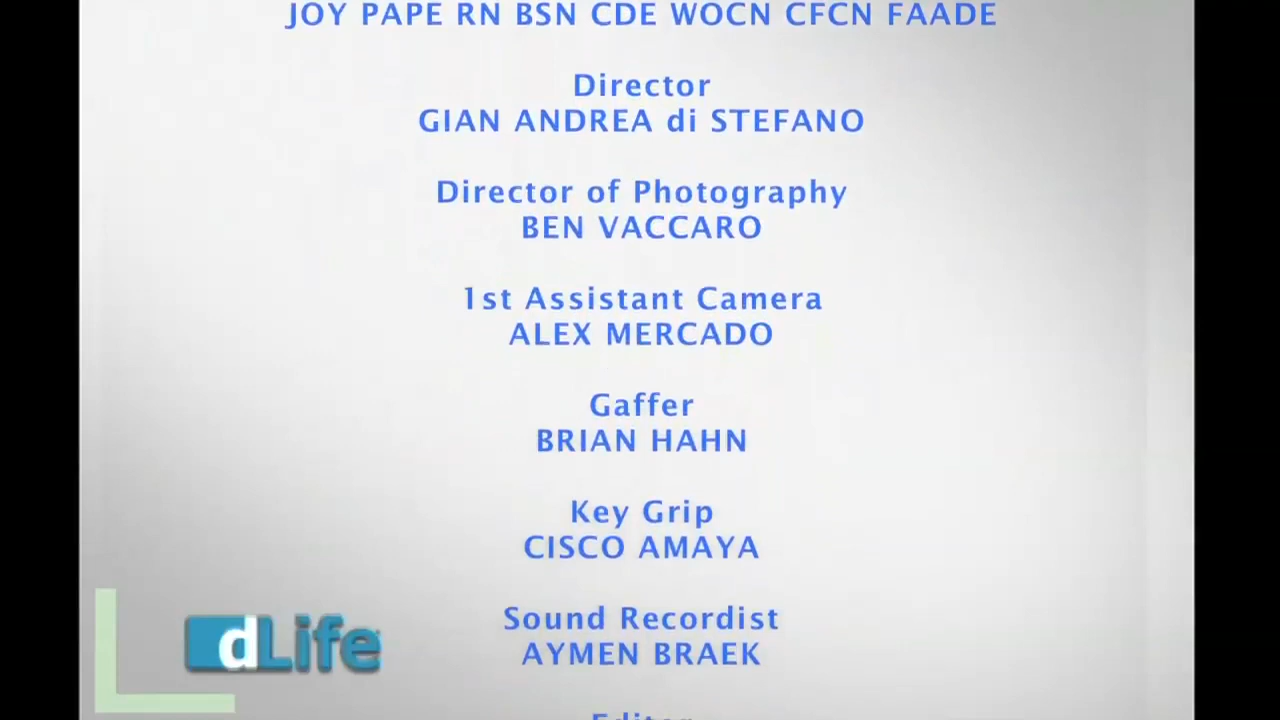 JOY PAPE RN BSN CDE WOCN CFCN FAADE
Director
GIAN ANDREA di STEFANO
Director of Photography
BEN VACCARO
1st Assistant Camera
ALEX MERCADO
Gaffer
BRIAN HAHN
Key Grip
CISCO AMAYA
Sound Recordist
AYMEN BRAEK
dLife
Editor